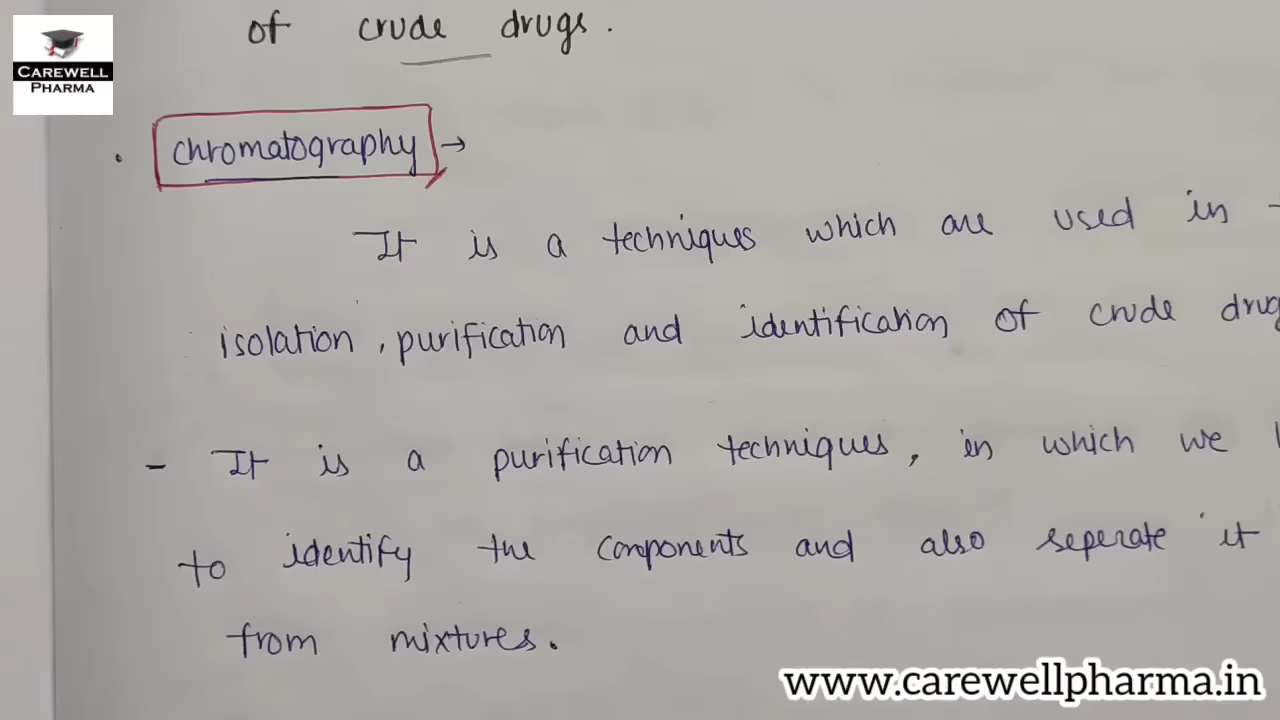 of crude drugs.
CAREWELL
PHARMA
• chromatography →
It is a techniques which are used in
isolation, purification and identification of crude
- It is a purification techniques, in which we
to identify the components and also seperate it
from mixtures.
www.carewellpharma.in